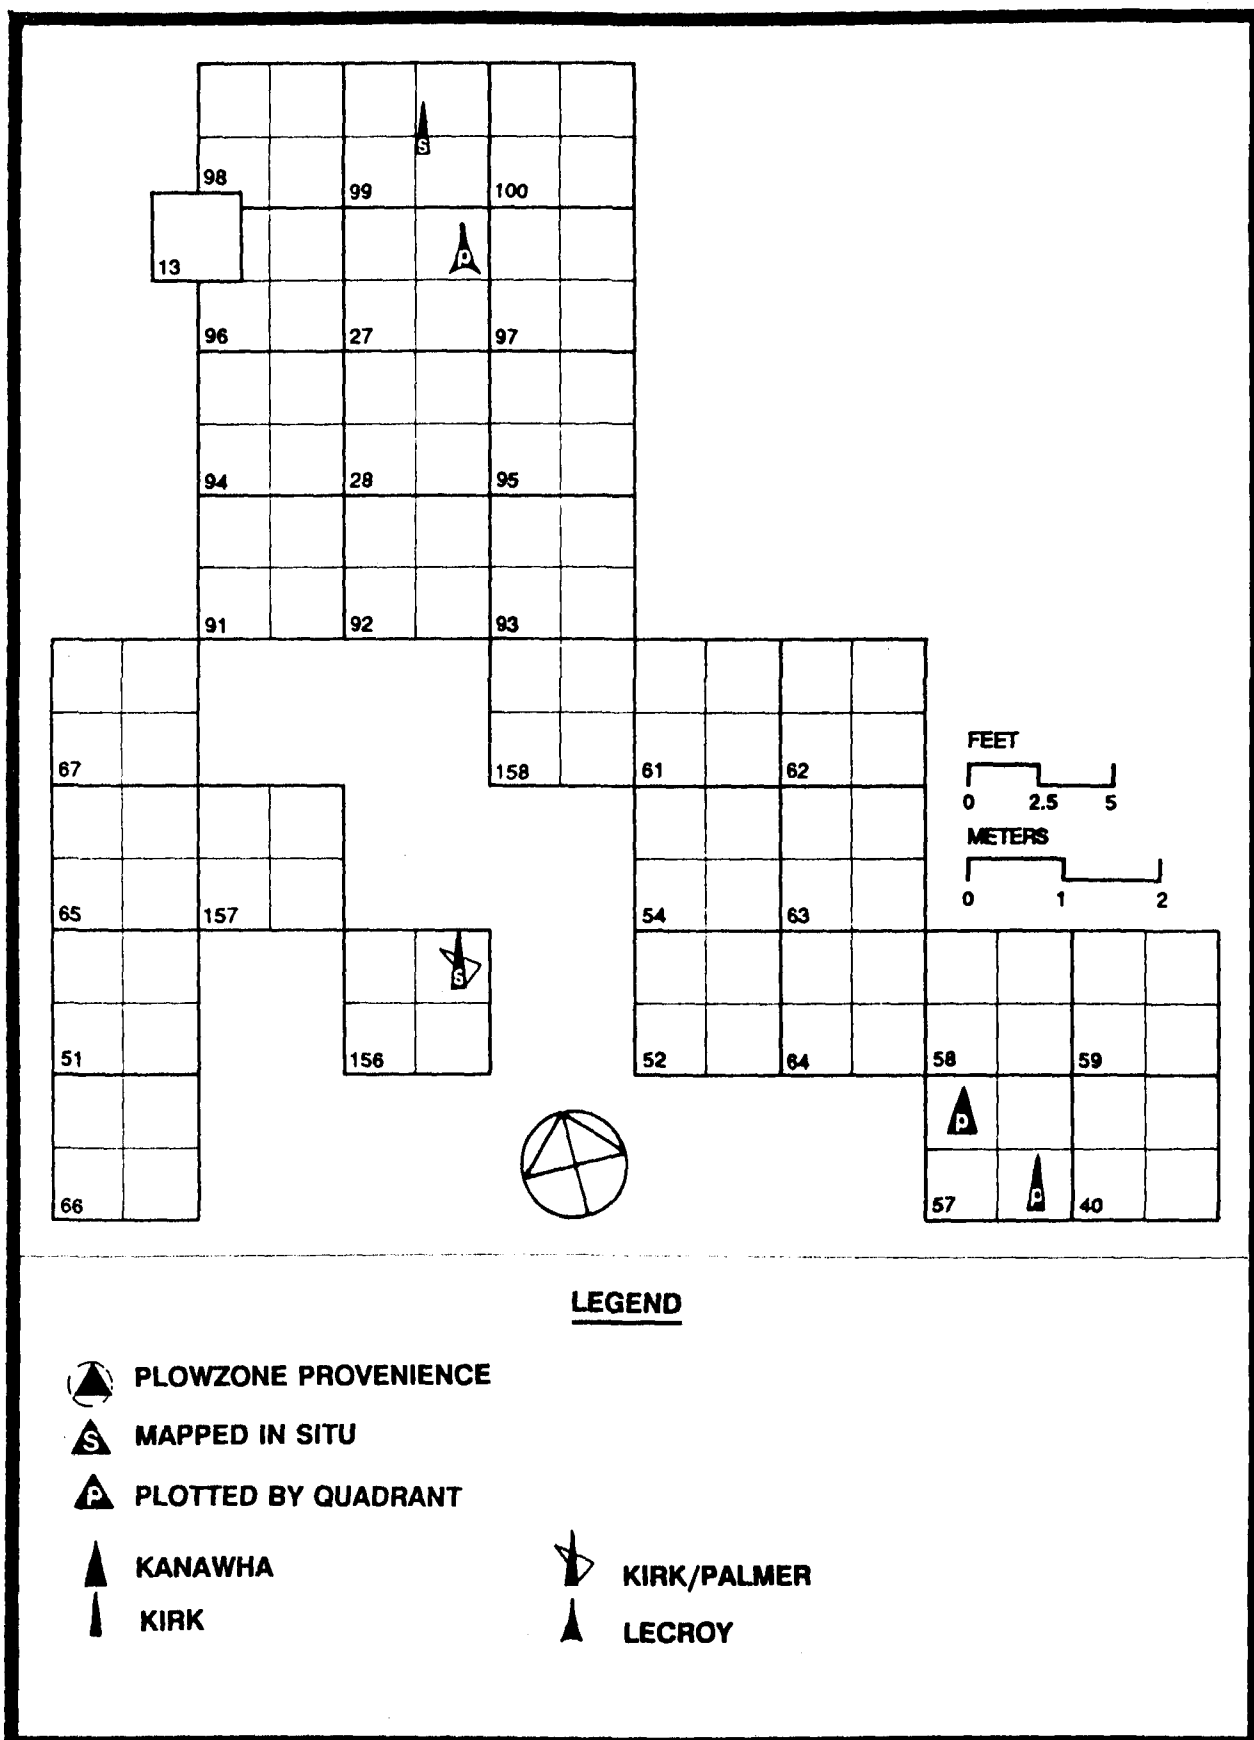 S
98 99 100
P
13
96 27 97
94 28 95
91 92 93
FEET
67 158 61 62
0 2.5 5
METERS
0 1 2
65 157 54 63
S
51 156 52 64 58 59
P
P
66 57 40
LEGEND
PLOWZONE PROVENIENCE
S MAPPED IN SITU
P PLOTTED BY QUADRANT
KANAWHA
KIRK/PALMER
KIRK
LECROY